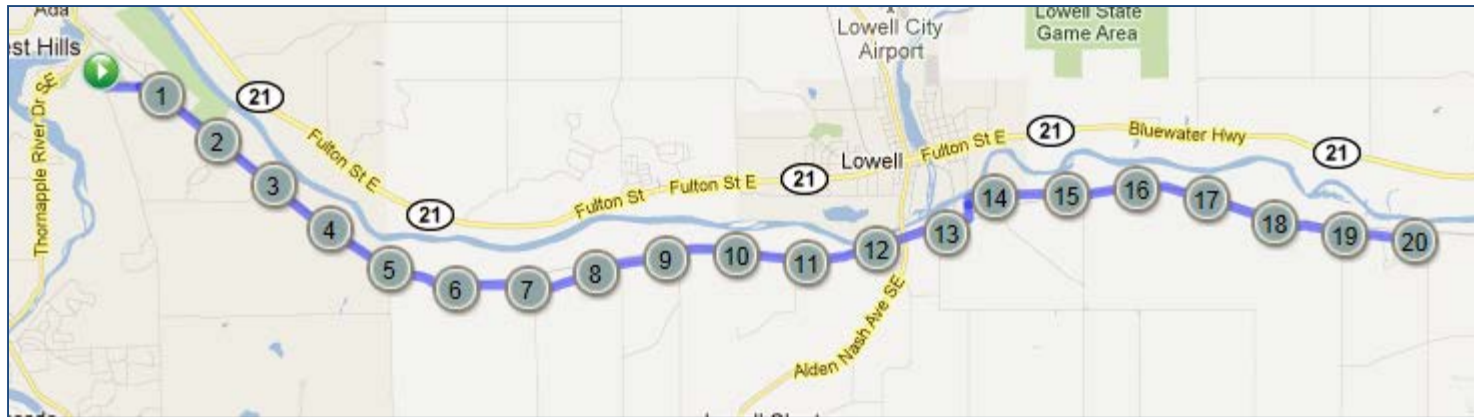 Ada
est Hills
Thornapple River Dr SE
1
2
3
4
5
6
7
8
9
10
11
12
13
14
15
16
17
18
19
20
21
Fulton St E
21
Fulton St
Fulton St E
21
Lowell
Fulton St E
21
Bluewater Hwy
21
Lowell City
Airport
Lowell State
Game Area
Alden Nash Ave SE